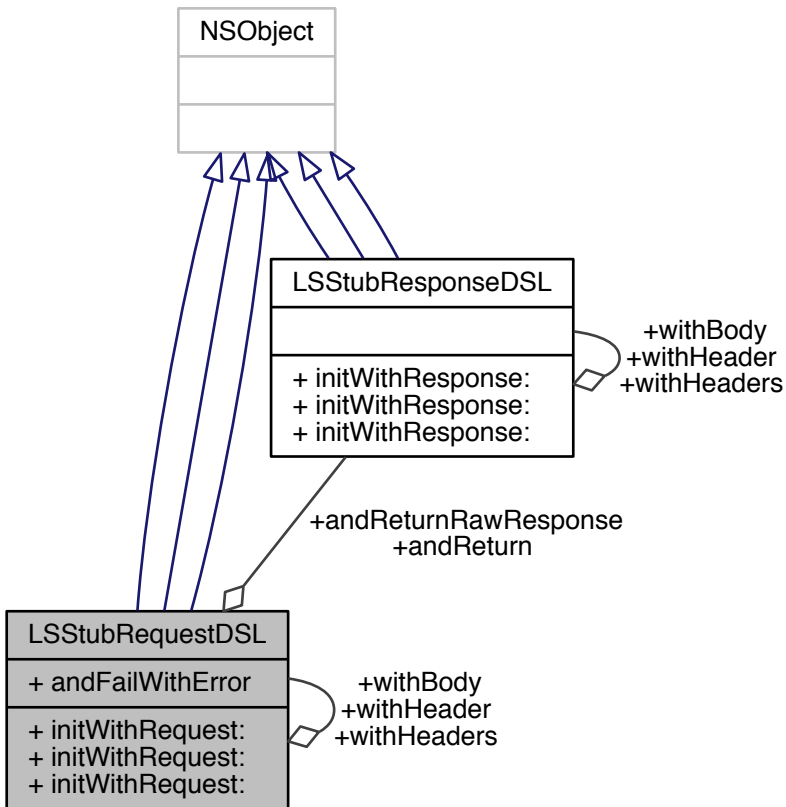 NSObject
LSStubResponseDSL
+ initWithResponse:
+ initWithResponse:
+ initWithResponse:
+withBody
+withHeader
+withHeaders
+andReturnRawResponse
+andReturn
LSStubRequestDSL
+ andFailWithError
+ initWithRequest:
+ initWithRequest:
+ initWithRequest:
+withBody
+withHeader
+withHeaders